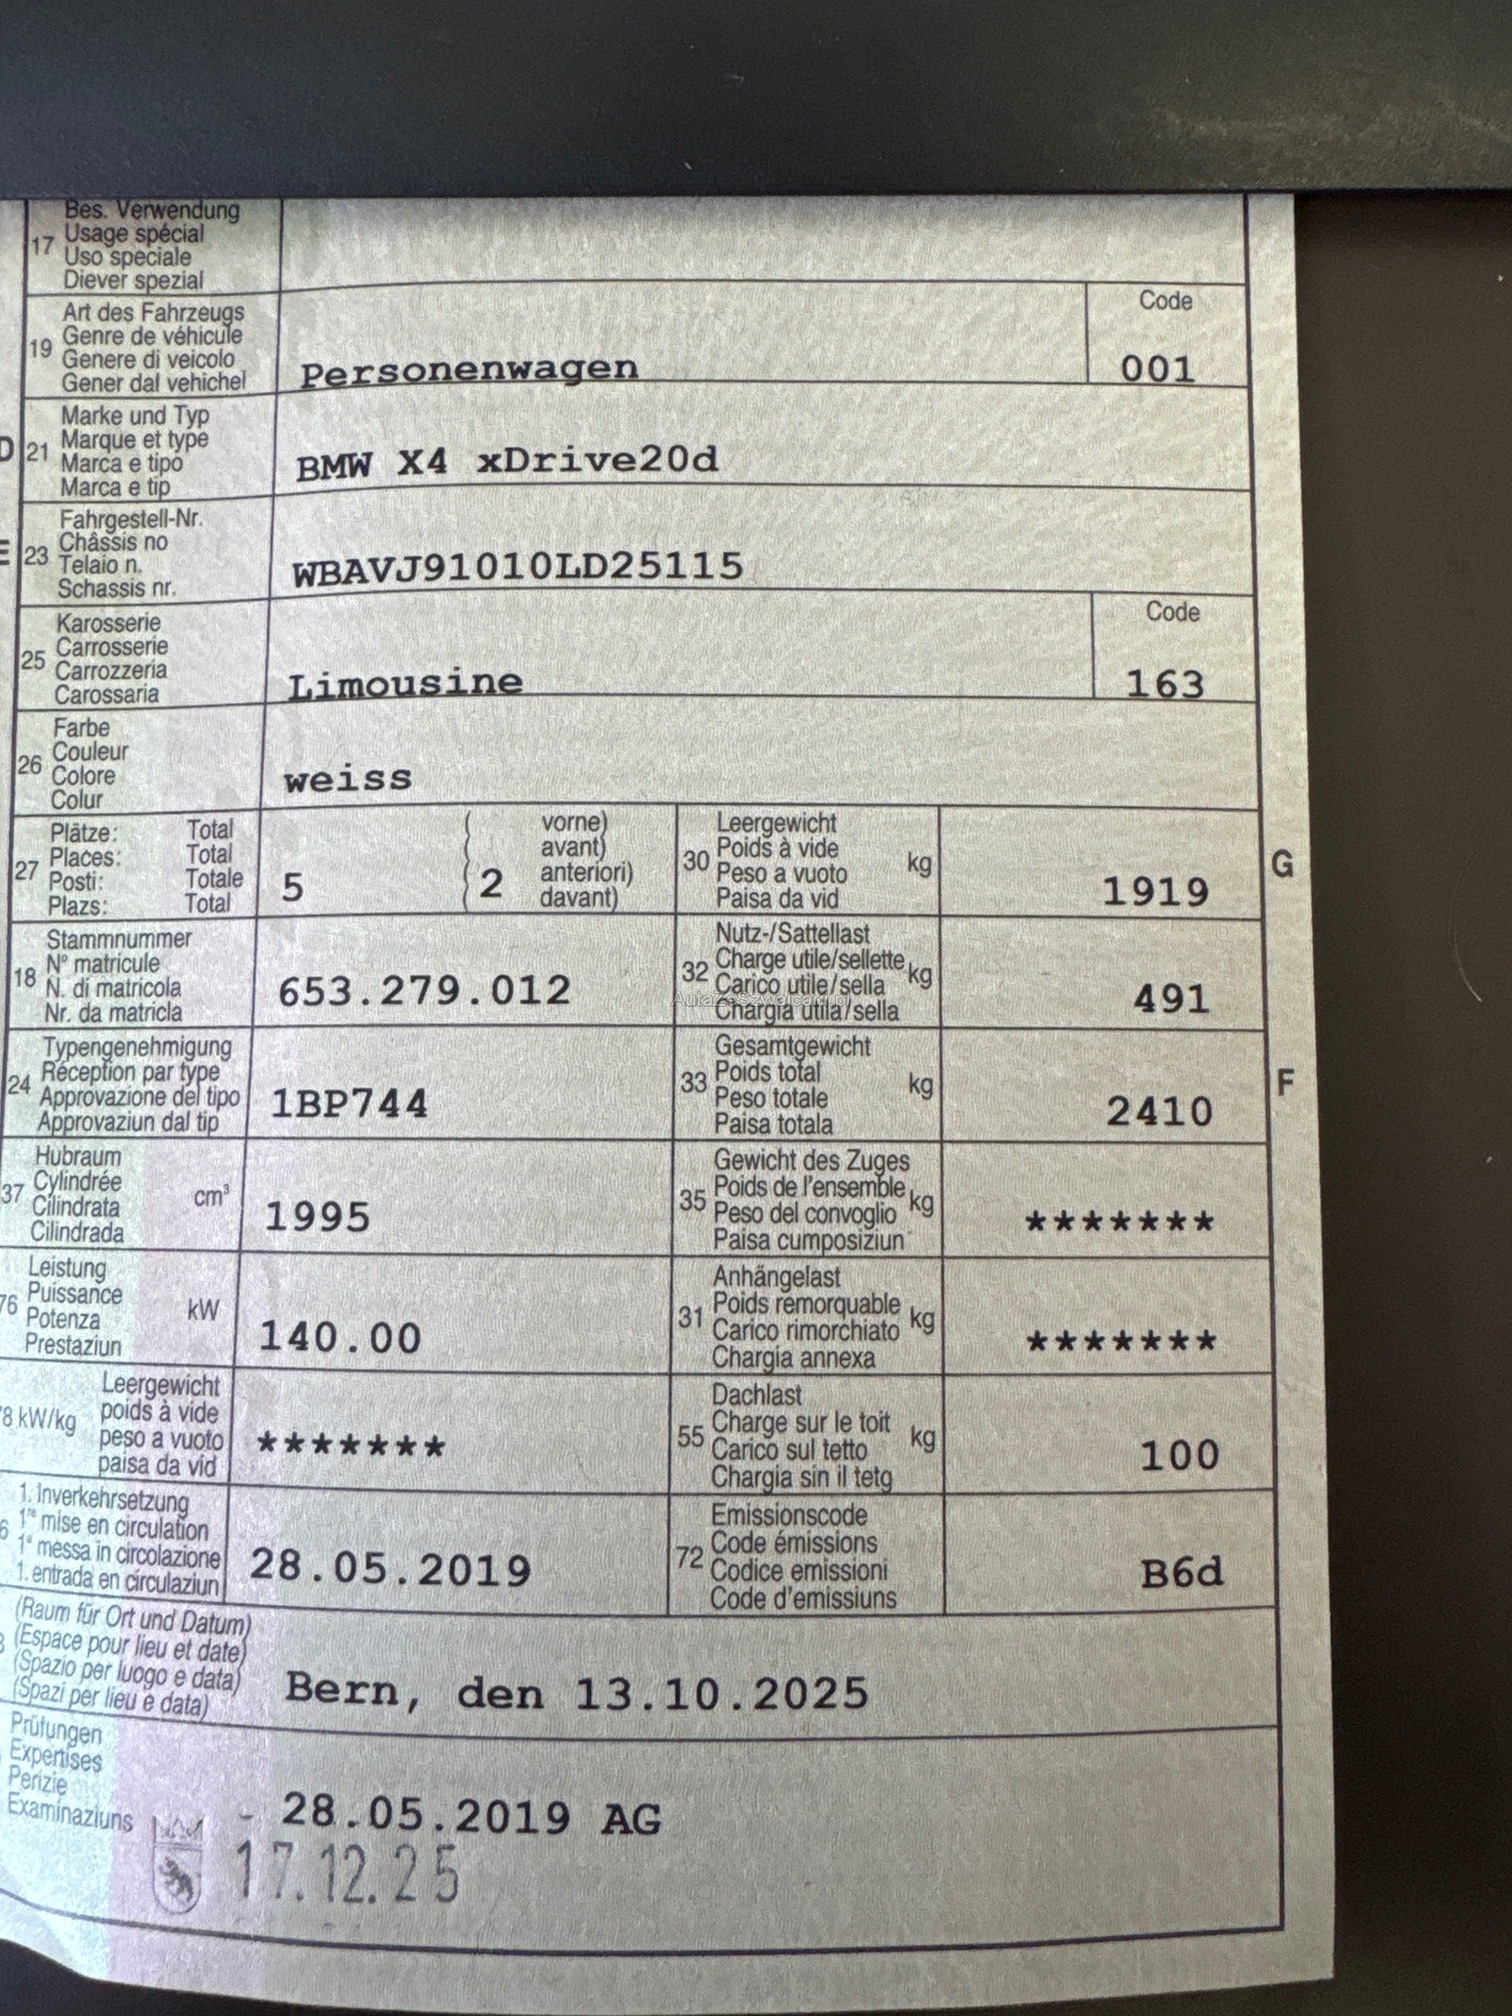 Bes. Verwendung
17 Usage spécial
Uso speciale
Diever spezial
Art des Fahrzeugs
19 Genre de véhicule
Genere di veicolo
Gener dal vehichel
Personenwagen
Code
001
D 21 Marke und Typ
Marque et type
Marca e tipo
Marca e tip
BMW X4 xDrive20d
E 23 Fahrgestell-Nr.
Châssis no
Telaio n.
Schassis nr.
WBAVJ91010LD25115
25 Karosserie
Carrosserie
Carrozzeria
Carossaria
Limousine
Code
163
26 Farbe
Couleur
Colore
Colur
weiss
27 Plätze: Total
Places: Total
Posti: Totale
Plazs: Total
5
(2
vorne)
avant)
anteriori)
davant)
30 Leergewicht
Poids à vide kg
Peso a vuoto
Paisa da vid
1919
G
18 Stammnummer
N° matricule
N. di matricola
Nr. da matricla
653.279.012
32 Nutz-/Sattellast
Charge utile/sellette kg
Carico utile/sella
Chargia utila/sella
491
AutaZeSzwajcarii.pl
24 Typengenehmigung
Réception par type
Approvazione del tipo
Approvaziun dal tip
1BP744
33 Gesamtgewicht
Poids total kg
Peso totale
Paisa totala
2410
F
37 Hubraum
Cylindrée cm³
Cilindrata
Cilindrada
1995
35 Gewicht des Zuges
Poids de l'ensemble kg
Peso del convoglio
Paisa cumposiziun
*******
76 Leistung
Puissance kW
Potenza
Prestaziun
140.00
31 Anhängelast
Poids remorquable kg
Carico rimorchiato
Chargia annexa
*******
78 kW/kg Leergewicht
poids à vide
peso a vuoto
paisa da vid
*******
55 Dachlast
Charge sur le toit kg
Carico sul tetto
Chargia sin il tetg
100
6 1. Inverkehrsetzung
1re mise en circulation
1a messa in circolazione
1. entrada en circulaziun
28.05.2019
72 Emissionscode
Code émissions
Codice emissioni
Code d'emissiuns
B6d
(Raum für Ort und Datum)
(Espace pour lieu et date)
(Spazio per luogo e data)
(Spazi per lieu e data)
Bern, den 13.10.2025
Prüfungen
Expertises
Perizie
Examinaziuns
- 28.05.2019 AG
17.12.25